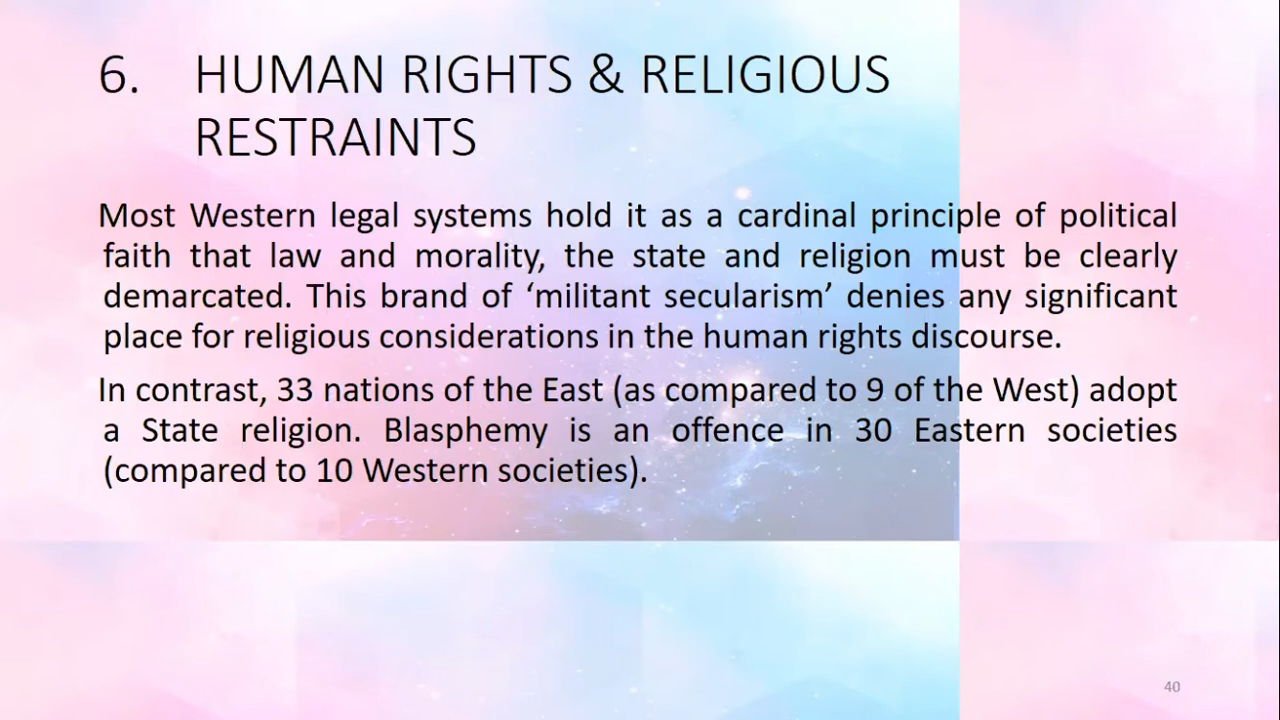 6. HUMAN RIGHTS & RELIGIOUS
RESTRAINTS
Most Western legal systems hold it as a cardinal principle of political
faith that law and morality, the state and religion must be clearly
demarcated. This brand of ‘militant secularism’ denies any significant
place for religious considerations in the human rights discourse.
In contrast, 33 nations of the East (as compared to 9 of the West) adopt
a State religion. Blasphemy is an offence in 30 Eastern societies
(compared to 10 Western societies).
40